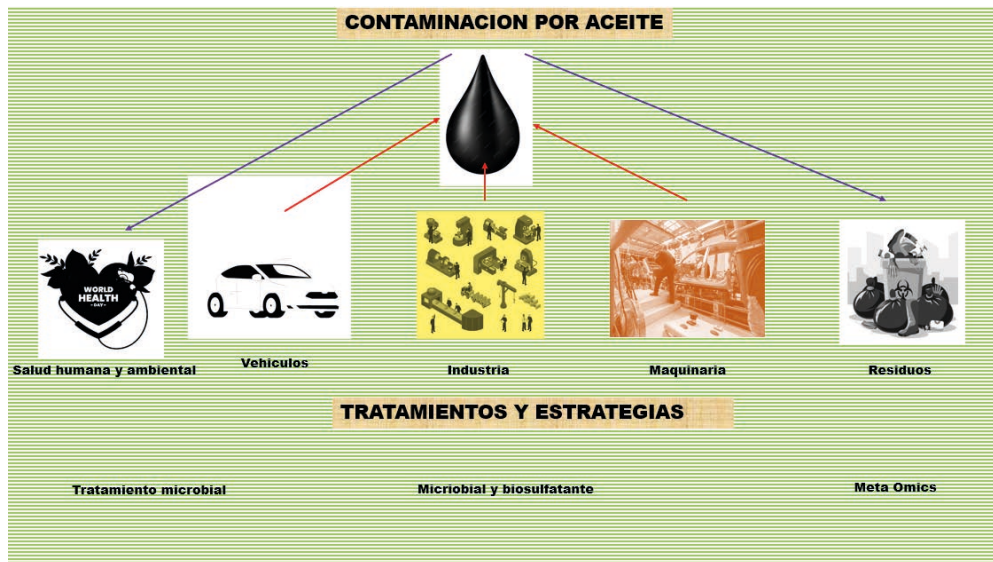 CONTAMINACION POR ACEITE
WORLD
HEALTH
- DAY -
Salud humana y ambiental
Vehiculos
Industria
Maquinaria
Residuos
TRATAMIENTOS Y ESTRATEGIAS
Tratamiento microbial
Micriobial y biosulfatante
Meta Omics